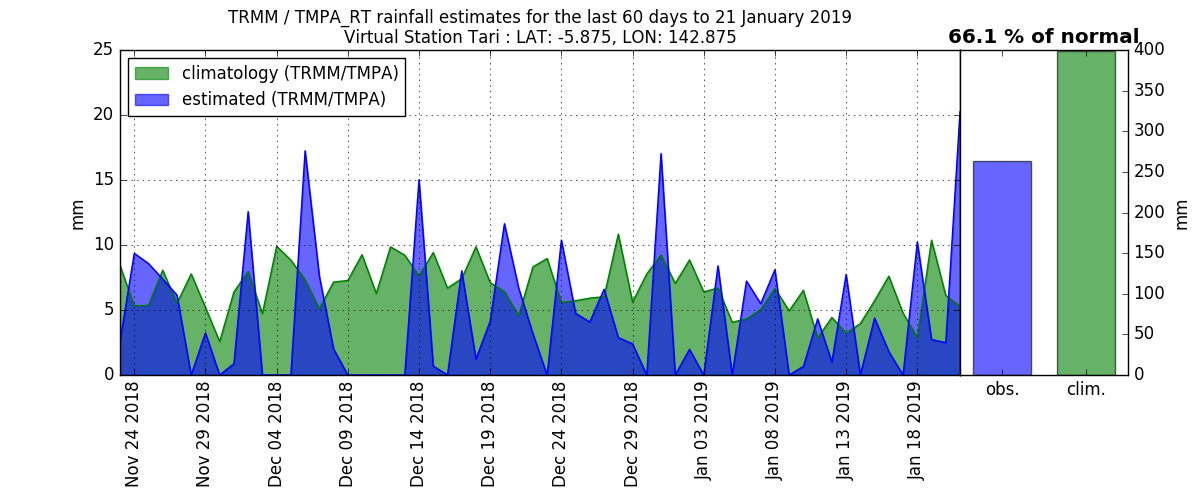 TRMM / TMPA_RT rainfall estimates for the last 60 days to 21 January 2019
Virtual Station Tari : LAT: -5.875, LON: 142.875
66.1 % of normal
climatology (TRMM/TMPA)
estimated (TRMM/TMPA)
mm
25
20
15
10
5
0
Nov 24 2018
Nov 29 2018
Dec 04 2018
Dec 09 2018
Dec 14 2018
Dec 19 2018
Dec 24 2018
Dec 29 2018
Jan 03 2019
Jan 08 2019
Jan 13 2019
Jan 18 2019
obs.
clim.
400
350
300
250
200
150
100
50
0
mm